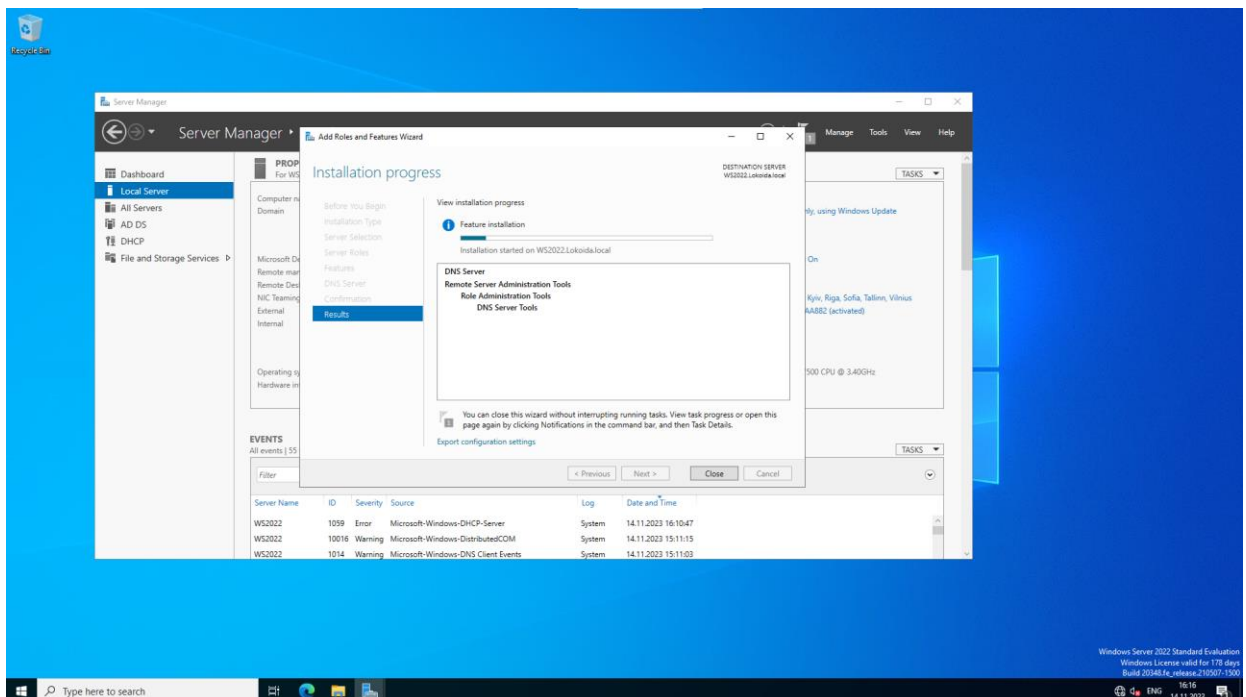 Recycle Bin
Server Manager
Server Manager
Manage Tools View Help
Dashboard
Local Server
All Servers
AD DS
DHCP
File and Storage Services
PROP
For WS
TASKS
Computer n
Domain
Microsoft De
Remote man
Remote Des
NIC Teaming
External
Internal
Operating sy
Hardware in
Add Roles and Features Wizard
Installation progress
DESTINATION SERVER
WS2022.Lokoida.local
Before You Begin
Installation Type
Server Selection
Server Roles
Features
DNS Server
Confirmation
Results
View installation progress
Feature installation
Installation started on WS2022.Lokoida.local
DNS Server
Remote Server Administration Tools
Role Administration Tools
DNS Server Tools
You can close this wizard without interrupting running tasks. View task progress or open this
page again by clicking Notifications in the command bar, and then Task Details.
Export configuration settings
< Previous Next > Close Cancel
using Windows Update
On
Kyiv, Riga, Sofia, Tallinn, Vilnius
(activated)
500 CPU @ 3.40GHz
EVENTS
All events | 55
TASKS
Filter
Server Name ID Severity Source Log Date and Time
WS2022 1059 Error Microsoft-Windows-DHCP-Server System 14.11.2023 16:10:47
WS2022 10016 Warning Microsoft-Windows-DistributedCOM System 14.11.2023 15:11:15
WS2022 1014 Warning Microsoft-Windows-DNS Client Events System 14.11.2023 15:11:03
Windows Server 2022 Standard Evaluation
Windows License valid for 178 days
Build 20348.fe_release.210507-1500
Type here to search
ENG
16:16
14.11.2023